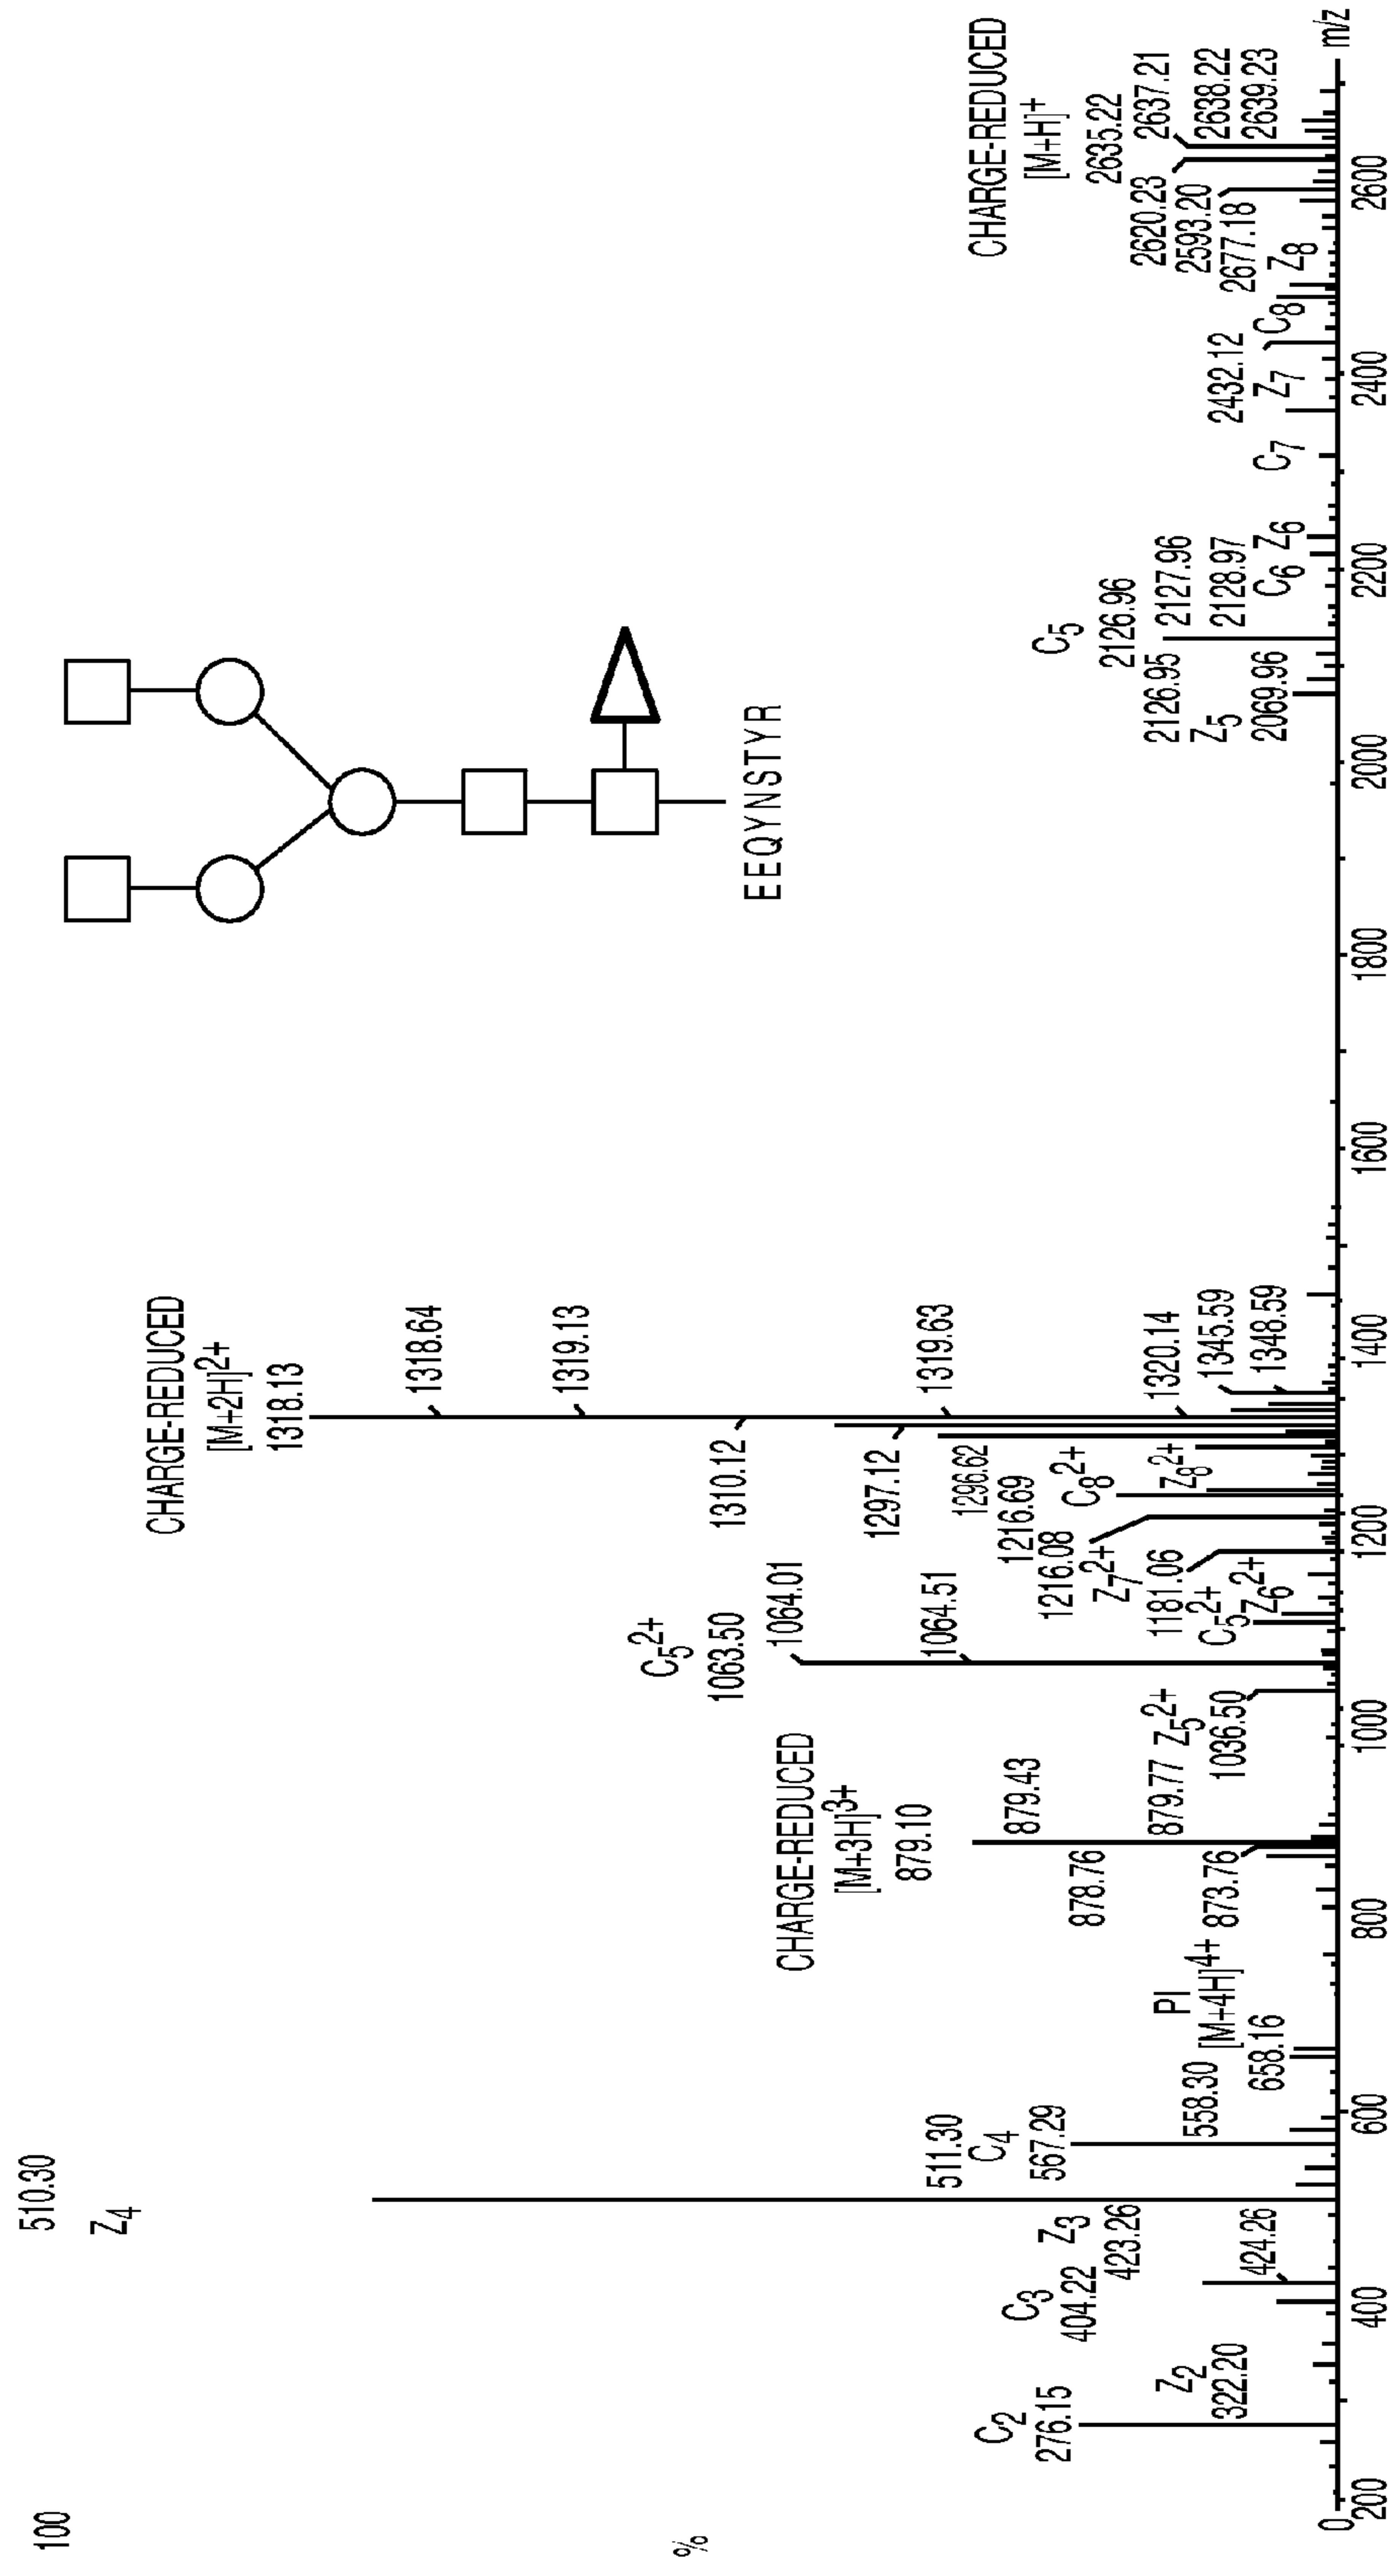 100
%
0
510.30
Z4
C2
276.15
Z2
322.20
C3
404.22
Z3
423.26
424.26
511.30
C4
567.29
558.30
PI
[M+4H]4+
658.16
CHARGE-REDUCED
[M+3H]3+
879.10
879.43
878.76
879.77
873.76
Z5 2+
1036.50
C5 2+
1063.50
1064.01
1064.51
1181.06
C5 2+
Z6 2+
1216.69
1216.08
Z7 2+
C8 2+
Z8 2+
CHARGE-REDUCED
[M+2H]2+
1318.13
1318.64
1319.13
1310.12
1297.12
1296.62
1319.63
1320.14
1345.59
1348.59
EEQYNSTYR
C5
2126.96
2126.95
2127.96
2128.97
Z5
2069.96
C6
Z6
C7
Z7
2432.12
C8
Z8
CHARGE-REDUCED
[M+H]+
2635.22
2637.21
2638.22
2639.23
2620.23
2593.20
2677.18
200
400
600
800
1000
1200
1400
1600
1800
2000
2200
2400
2600
m/z